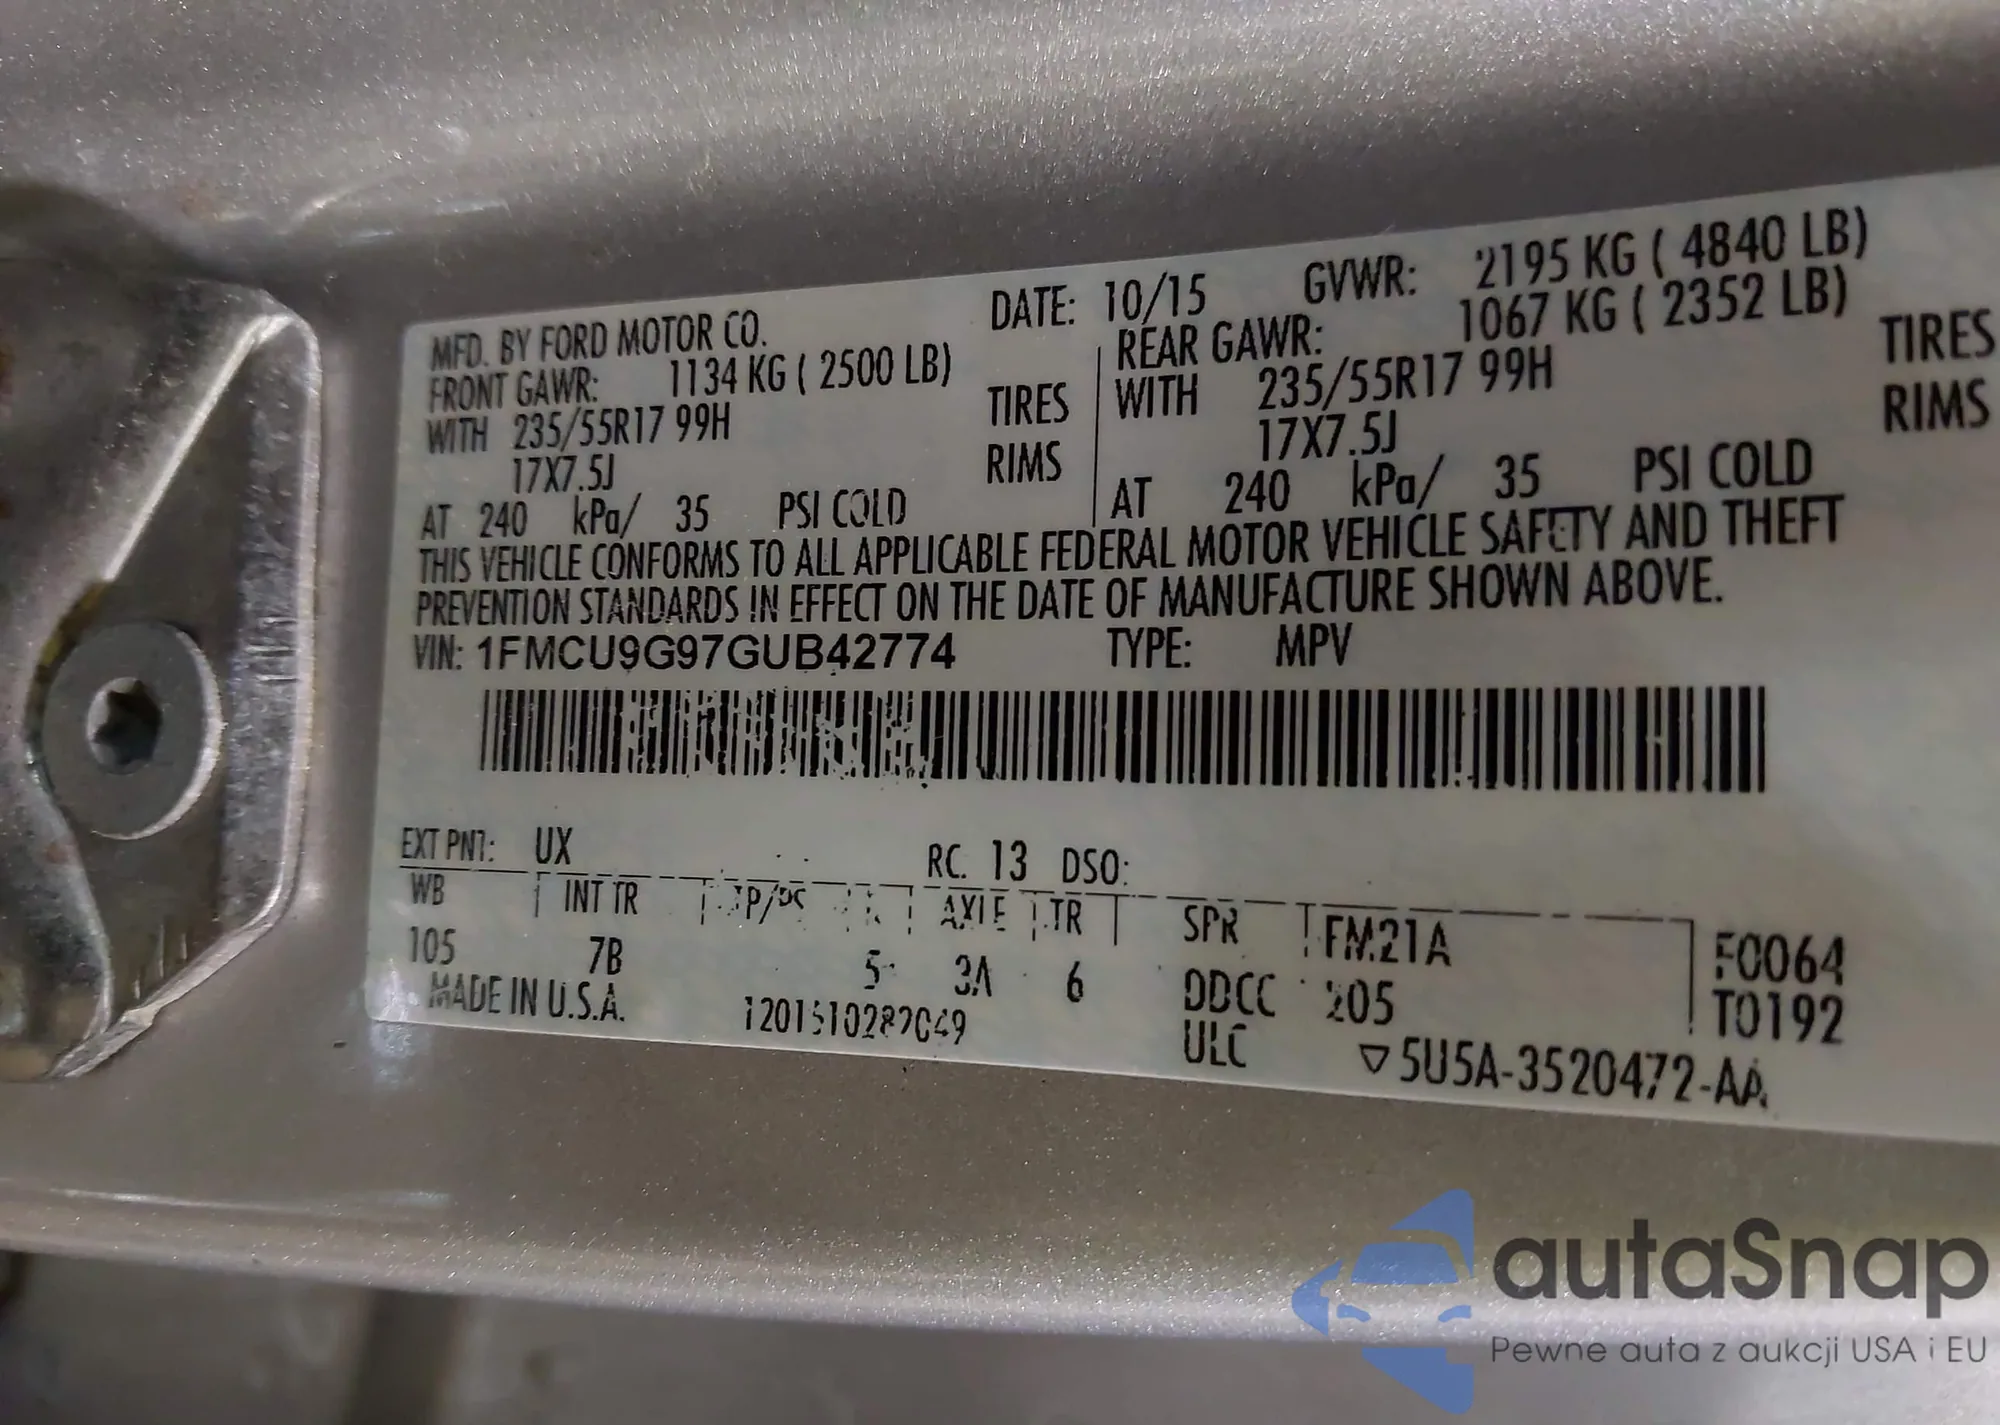 MFD. BY FORD MOTOR CO. DATE: 10/15 GVWR: 2195 KG ( 4840 LB)
FRONT GAWR: 1134 KG ( 2500 LB) REAR GAWR: 1067 KG ( 2352 LB)
WITH 235/55R17 99H TIRES WITH 235/55R17 99H TIRES
17X7.5J RIMS 17X7.5J RIMS
AT 240 kPa/ 35 PSI COLD AT 240 kPa/ 35 PSI COLD
THIS VEHICLE CONFORMS TO ALL APPLICABLE FEDERAL MOTOR VEHICLE SAFETY AND THEFT
PREVENTION STANDARDS IN EFFECT ON THE DATE OF MANUFACTURE SHOWN ABOVE.
VIN: 1FMCU9G97GUB42774 TYPE: MPV
EXT PNT: UX RC: 13 DSO:
WB INT TR TP/PS R AXLE TR SPR FM21A F0064
105 7B 5 3A 6 DDCC 205 T0192
MADE IN U.S.A. ULC ▽5U5A-3520472-AA
autaSnap
Pewne auta z aukcji USA i EU